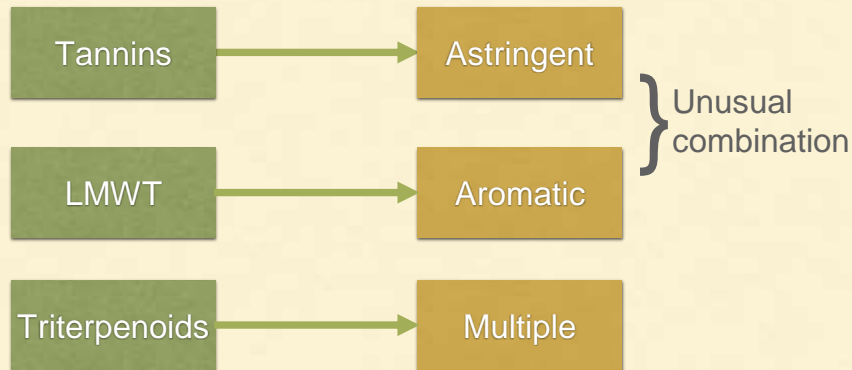 Tannins
Astringent
Unusual
combination
LMWT
Aromatic
Triterpenoids
Multiple